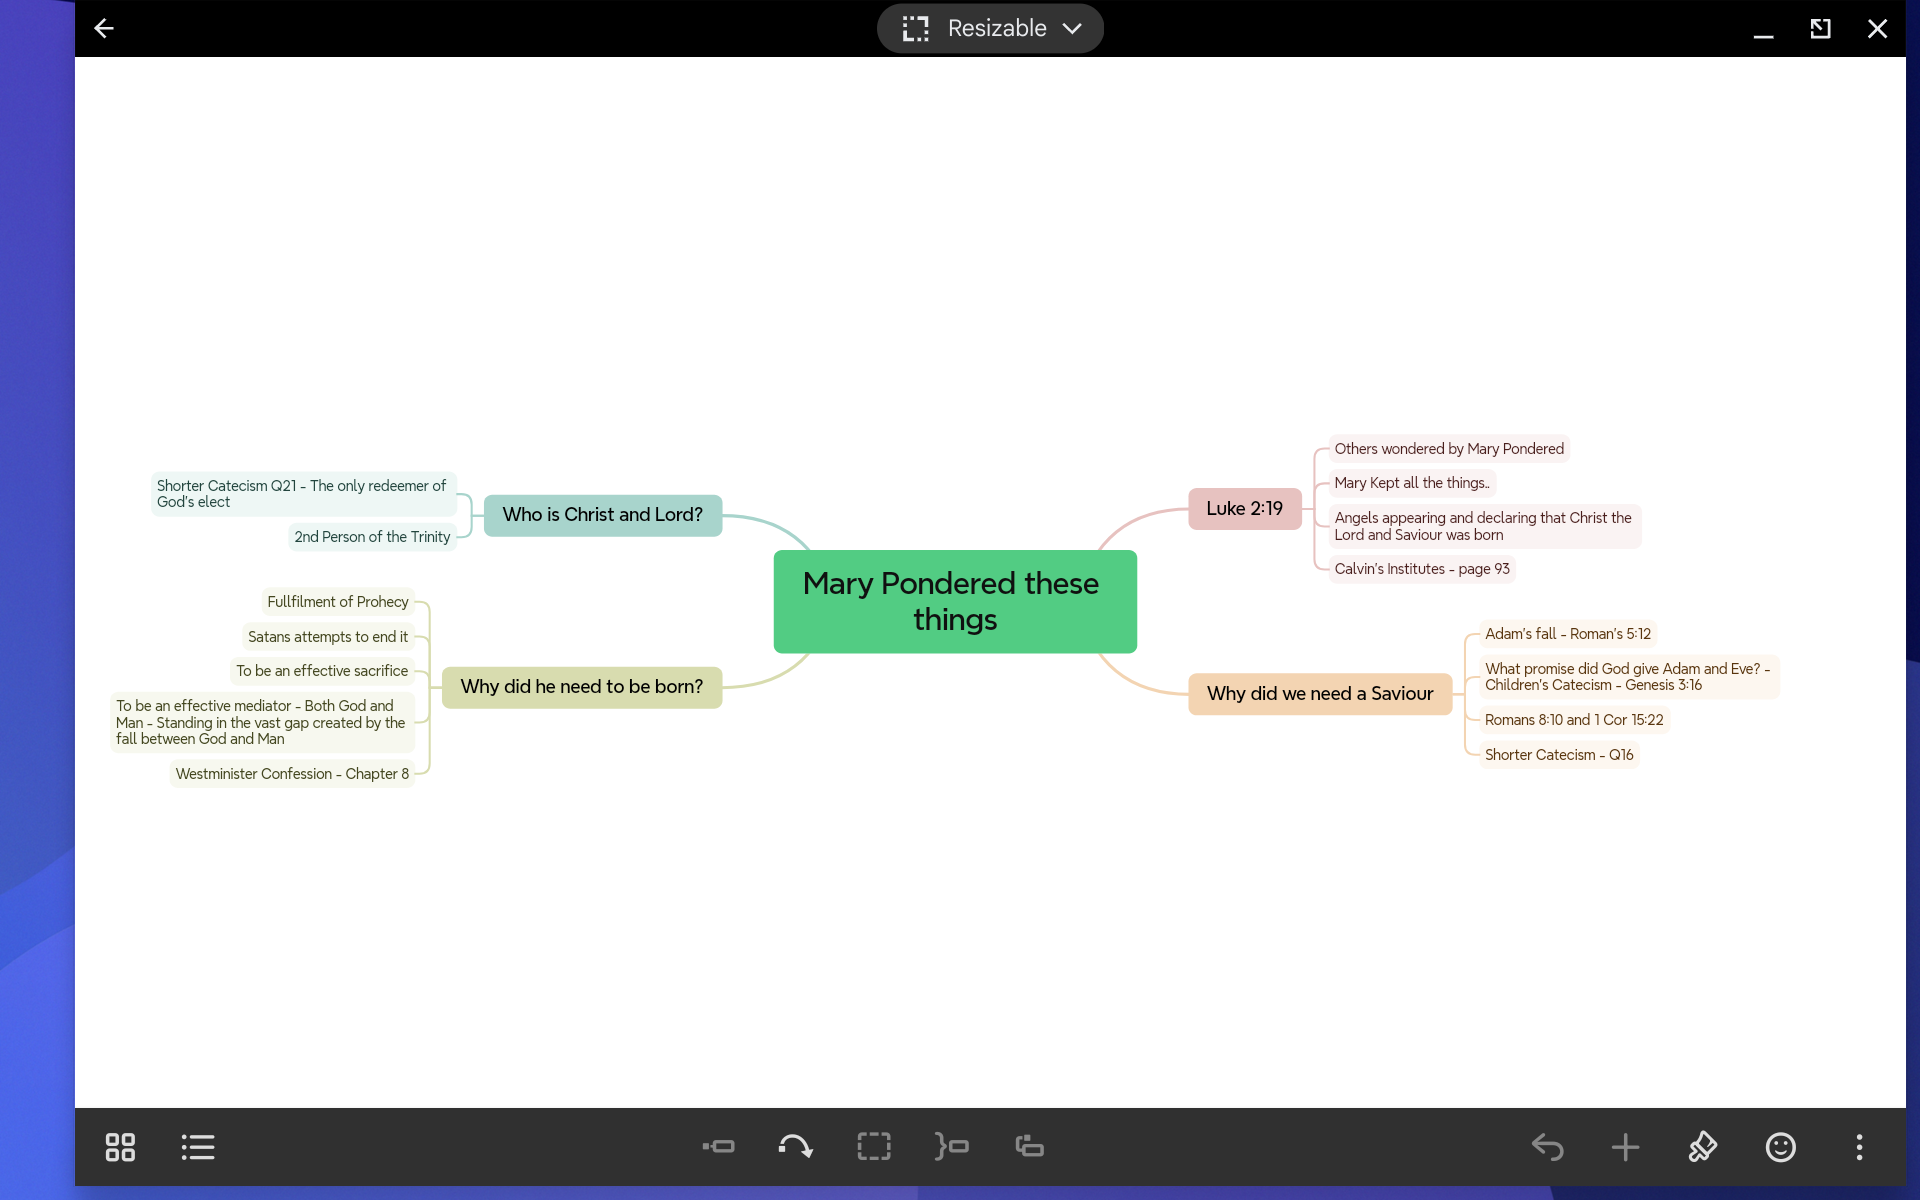 Resizable
Mary Pondered these
things
Luke 2:19
Others wondered by Mary Pondered
Mary Kept all the things..
Angels appearing and declaring that Christ the
Lord and Saviour was born
Calvin's Institutes - page 93
Why did we need a Saviour
Adam's fall - Roman's 5:12
What promise did God give Adam and Eve? -
Children's Catecism - Genesis 3:16
Romans 8:10 and 1 Cor 15:22
Shorter Catecism - Q16
Who is Christ and Lord?
Shorter Catecism Q21 - The only redeemer of
God's elect
2nd Person of the Trinity
Why did he need to be born?
Fullfilment of Prohecy
Satans attempts to end it
To be an effective sacrifice
To be an effective mediator - Both God and
Man - Standing in the vast gap created by the
fall between God and Man
Westminister Confession - Chapter 8